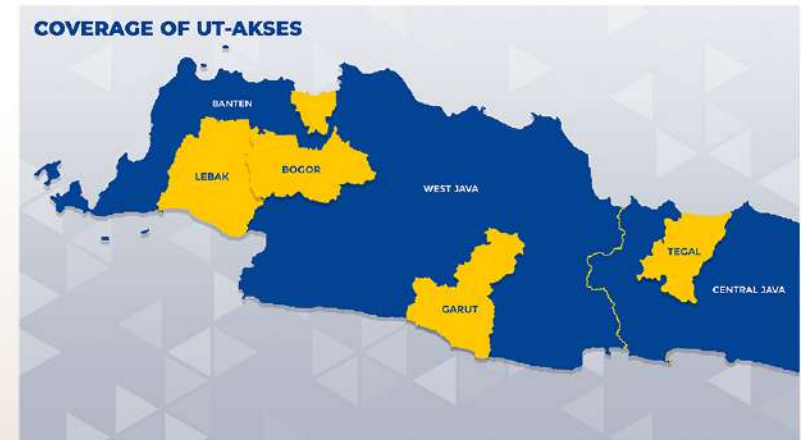 COVERAGE OF UT-AKSES
BANTEN
LEBAK
BOGOR
WEST JAVA
GARUT
TEGAL
CENTRAL JAVA